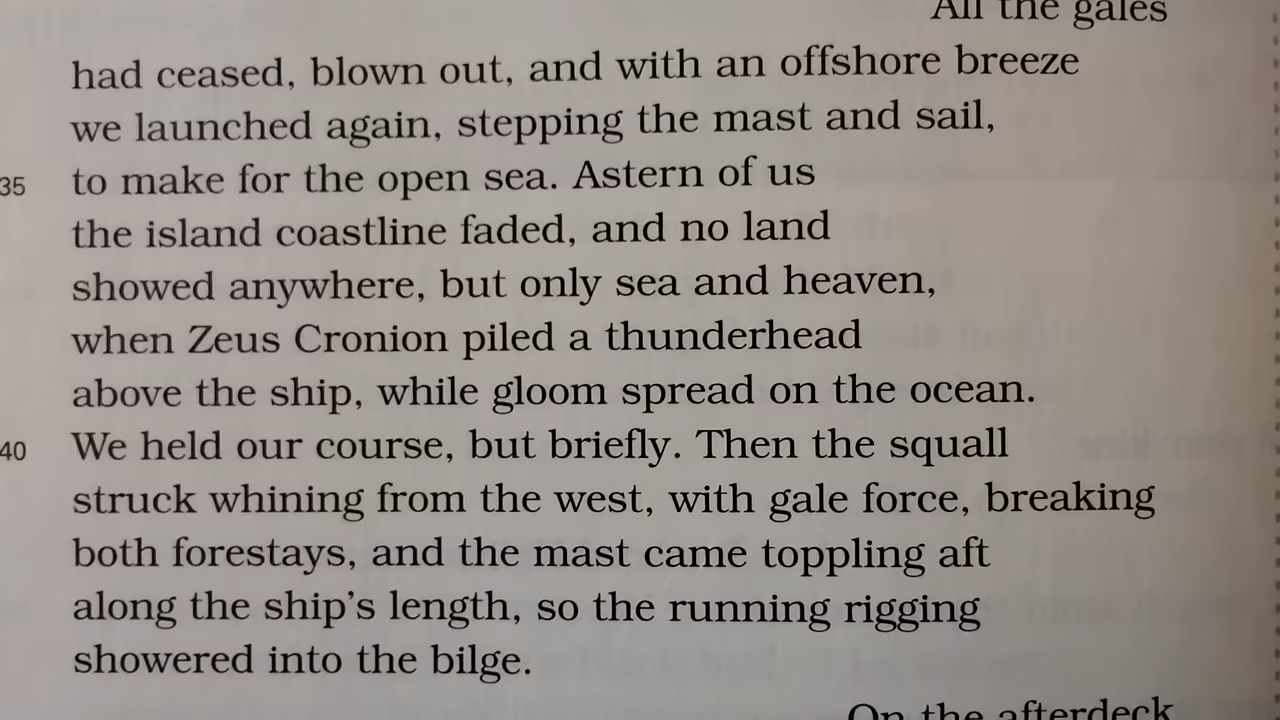 All the gales
had ceased, blown out, and with an offshore breeze
we launched again, stepping the mast and sail,
35 to make for the open sea. Astern of us
the island coastline faded, and no land
showed anywhere, but only sea and heaven,
when Zeus Cronion piled a thunderhead
above the ship, while gloom spread on the ocean.
40 We held our course, but briefly. Then the squall
struck whining from the west, with gale force, breaking
both forestays, and the mast came toppling aft
along the ship’s length, so the running rigging
showered into the bilge.
On the afterdeck